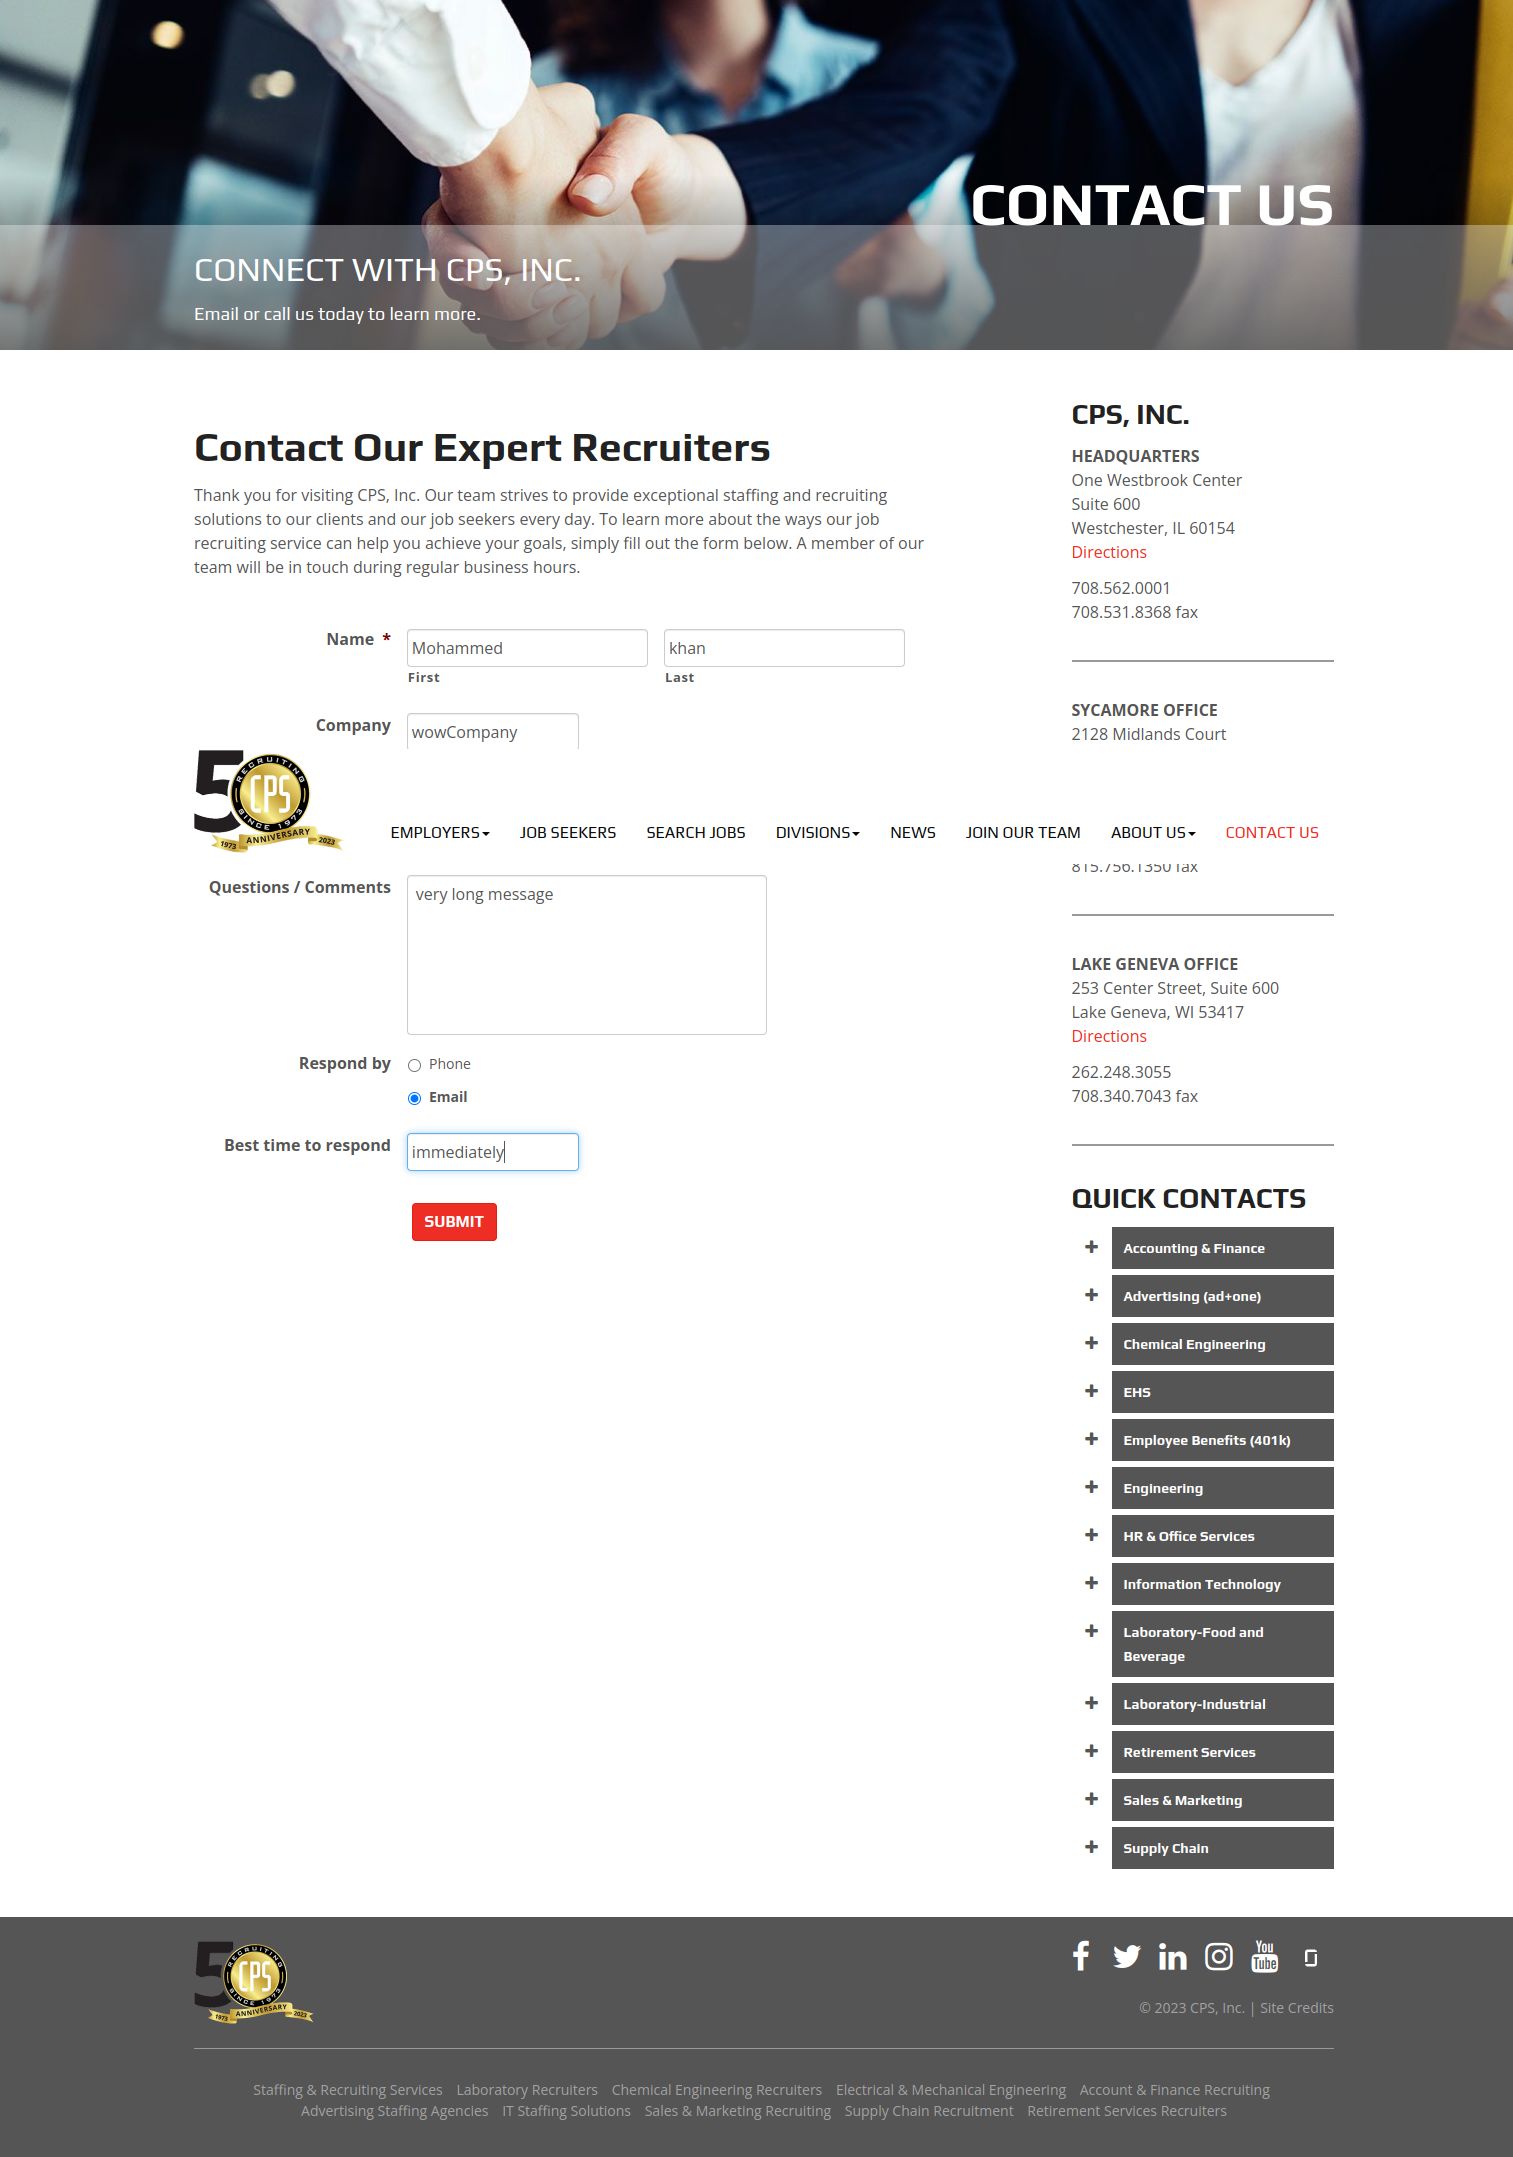 CONTACT US
CONNECT WITH CPS, INC.
Email or call us today to learn more.
Contact Our Expert Recruiters
Thank you for visiting CPS, Inc. Our team strives to provide exceptional staffing and recruiting
solutions to our clients and our job seekers every day. To learn more about the ways our job
recruiting service can help you achieve your goals, simply fill out the form below. A member of our
team will be in touch during regular business hours.
Name *
Mohammed
khan
First
Last
Company
wowCompany
CPS, INC.
HEADQUARTERS
One Westbrook Center
Suite 600
Westchester, IL 60154
Directions
708.562.0001
708.531.8368 fax
SYCAMORE OFFICE
2128 Midlands Court
50
RECRUITING
CPS
SINCE 1973
1973 ANNIVERSARY 2023
EMPLOYERS
JOB SEEKERS
SEARCH JOBS
DIVISIONS
NEWS
JOIN OUR TEAM
ABOUT US
CONTACT US
815.756.1350 fax
Questions / Comments
very long message
Respond by
Phone
Email
Best time to respond
immediately
SUBMIT
LAKE GENEVA OFFICE
253 Center Street, Suite 600
Lake Geneva, WI 53417
Directions
262.248.3055
708.340.7043 fax
QUICK CONTACTS
+ Accounting & Finance
+ Advertising (ad+one)
+ Chemical Engineering
+ EHS
+ Employee Benefits (401k)
+ Engineering
+ HR & Office Services
+ Information Technology
+ Laboratory-Food and
Beverage
+ Laboratory-Industrial
+ Retirement Services
+ Sales & Marketing
+ Supply Chain
50
RECRUITING
CPS
SINCE 1973
1973 ANNIVERSARY 2023
You
Tube
© 2023 CPS, Inc. | Site Credits
Staffing & Recruiting Services Laboratory Recruiters Chemical Engineering Recruiters Electrical & Mechanical Engineering Account & Finance Recruiting
Advertising Staffing Agencies IT Staffing Solutions Sales & Marketing Recruiting Supply Chain Recruitment Retirement Services Recruiters